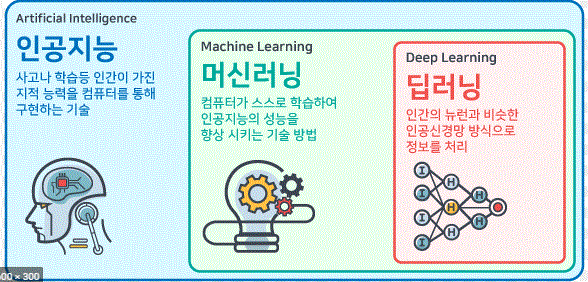 Artificial Intelligence
인공지능
사고나 학습등 인간이 가진
지적 능력을 컴퓨터를 통해
구현하는 기술
Machine Learning
머신러닝
컴퓨터가 스스로 학습하여
인공지능의 성능을
향상 시키는 기술 방법
Deep Learning
딥러닝
인간의 뉴런과 비슷한
인공신경망 방식으로
정보를 처리
I
I
I
I
H
H
H
H
H
00 × 300